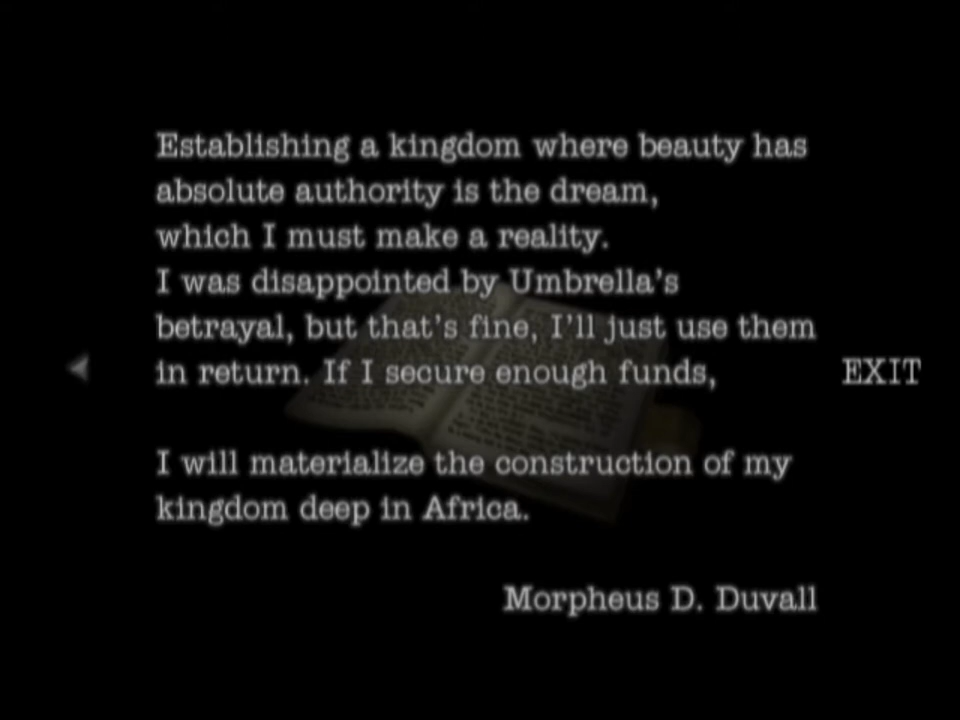 Establishing a kingdom where beauty has
absolute authority is the dream,
which I must make a reality.
I was disappointed by Umbrella's
betrayal, but that's fine, I'll just use them
in return. If I secure enough funds,
EXIT
I will materialize the construction of my
kingdom deep in Africa.
Morpheus D. Duvall